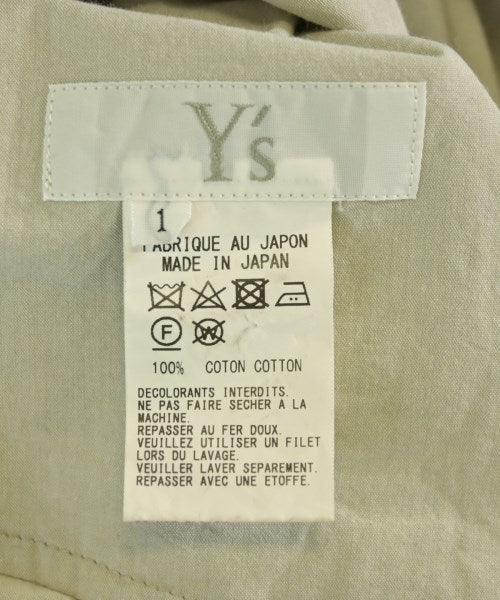 Y's
1
FABRIQUE AU JAPON
MADE IN JAPAN
F W
100% COTON COTTON
DECOLORANTS INTERDITS.
NE PAS FAIRE SECHER A LA
MACHINE.
REPASSER AU FER DOUX.
VEUILLEZ UTILISER UN FILET
LORS DU LAVAGE.
VEUILLER LAVER SEPAREMENT.
REPASSER AVEC UNE ETOFFE.